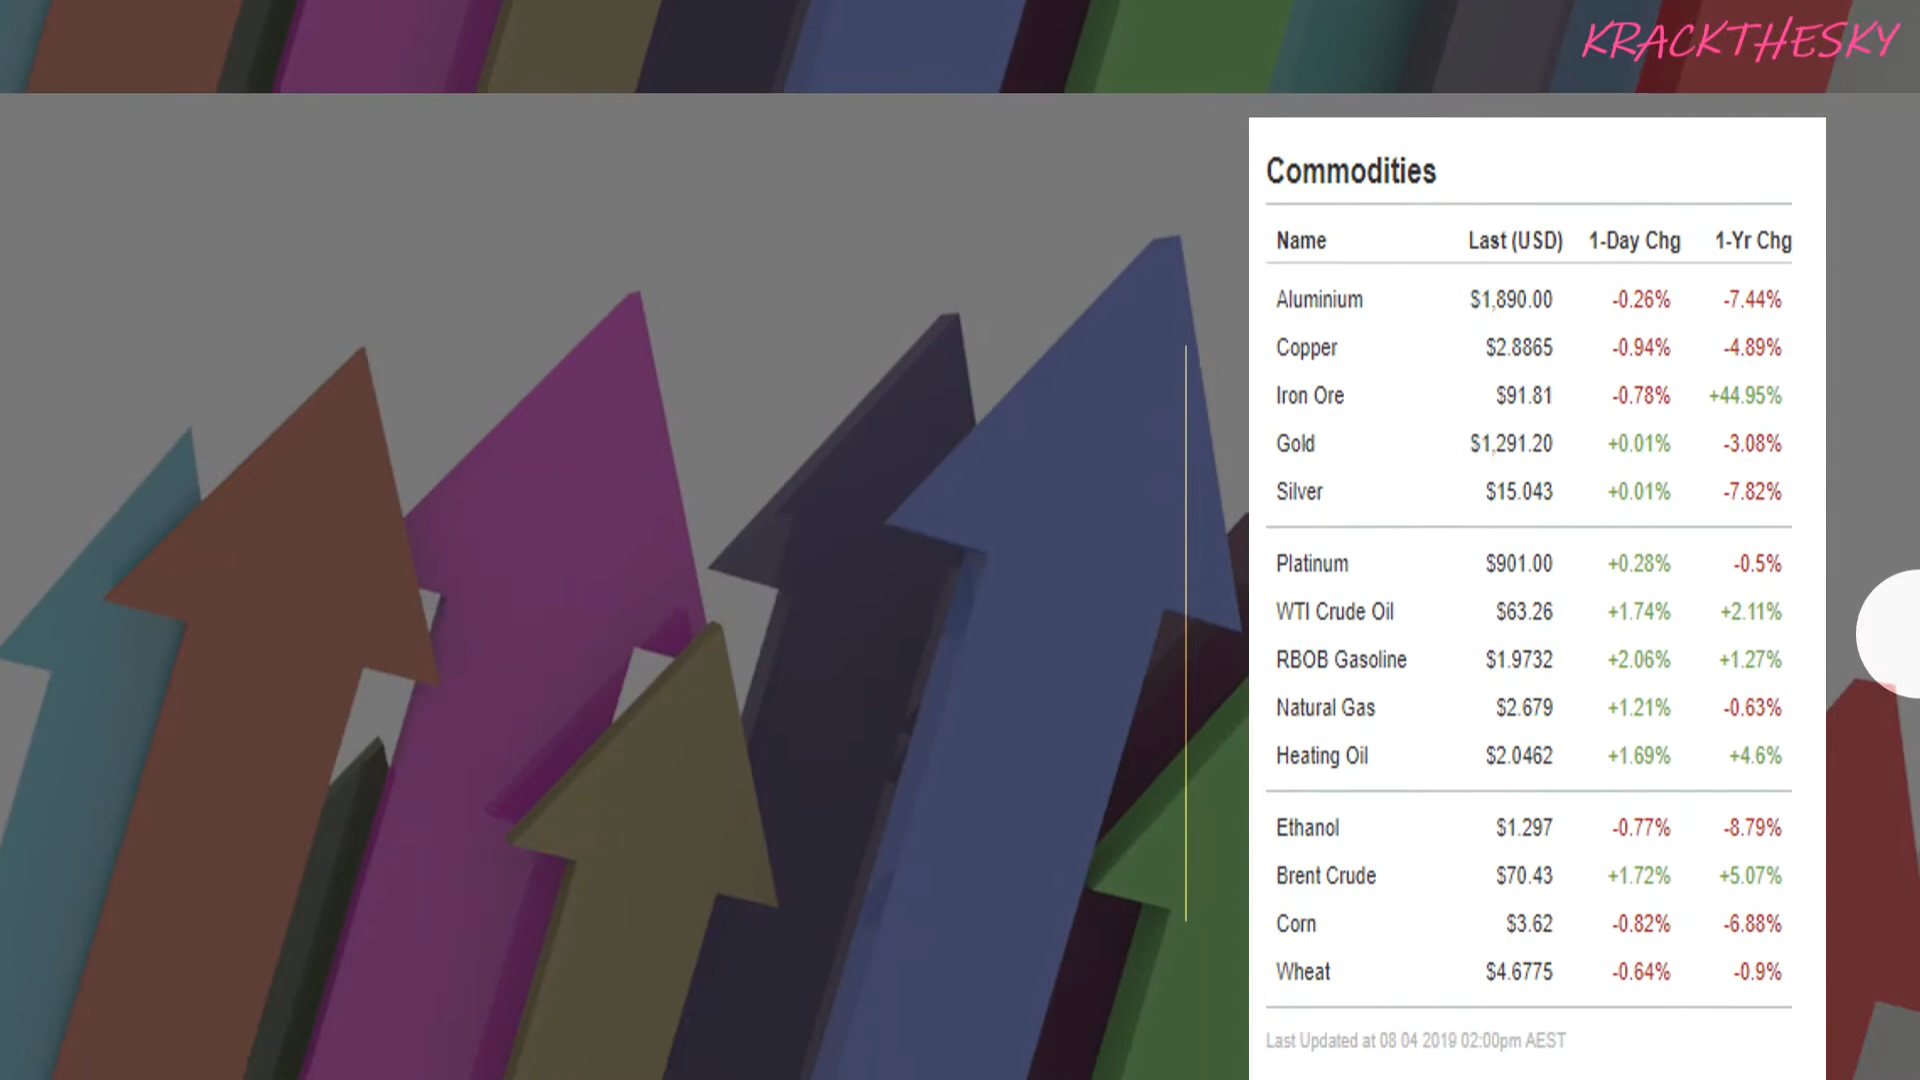 KRACKTHESKY
Commodities
Name Last (USD) 1-Day Chg 1-Yr Chg
Aluminium $1,890.00 -0.26% -7.44%
Copper $2.8865 -0.94% -4.89%
Iron Ore $91.81 -0.78% +44.95%
Gold $1,291.20 +0.01% -3.08%
Silver $15.043 +0.01% -7.82%
Platinum $901.00 +0.28% -0.5%
WTI Crude Oil $63.26 +1.74% +2.11%
RBOB Gasoline $1.9732 +2.06% +1.27%
Natural Gas $2.679 +1.21% -0.63%
Heating Oil $2.0462 +1.69% +4.6%
Ethanol $1.297 -0.77% -8.79%
Brent Crude $70.43 +1.72% +5.07%
Corn $3.62 -0.82% -6.88%
Wheat $4.6775 -0.64% -0.9%
Last Updated at 08 04 2019 02:00pm AEST